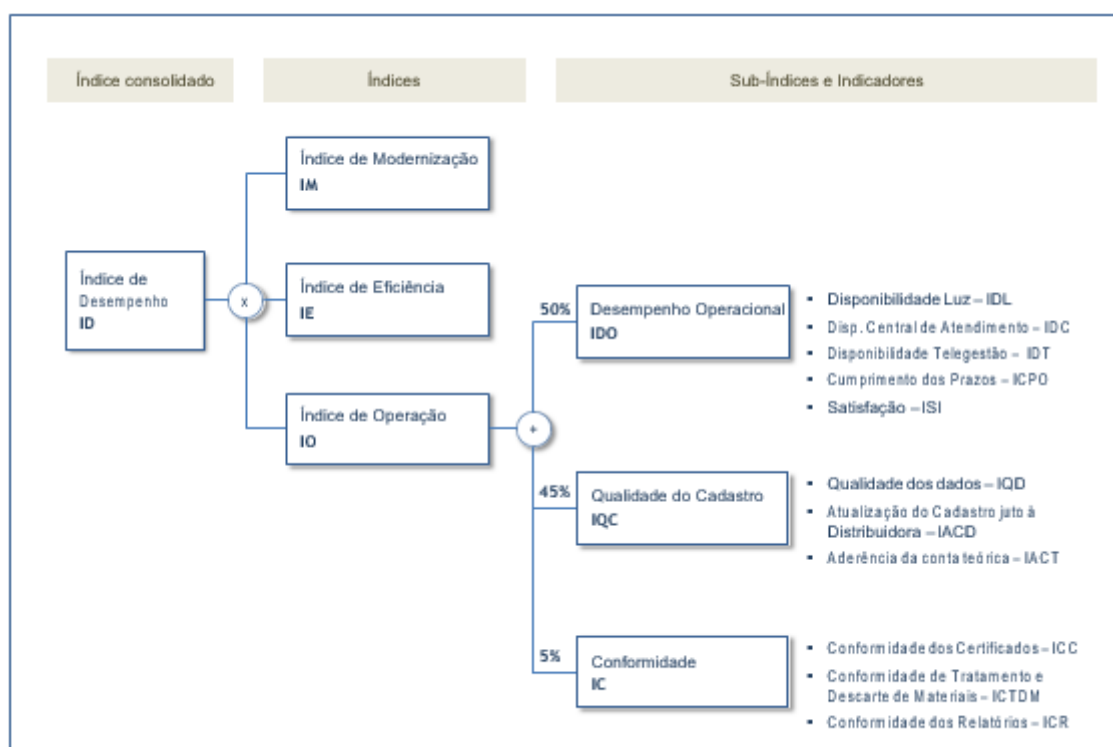 Índice consolidado
Índices
Sub-Índices e Indicadores
Índice de Modernização
IM
Índice de
Desempenho
ID
x
Índice de Eficiência
IE
Índice de Operação
IO
+
50%
Desempenho Operacional
IDO
▪ Disponibilidade Luz – IDL
▪ Disp. Central de Atendimento – IDC
▪ Disponibilidade Telegestão – IDT
▪ Cumprimento dos Prazos – ICPO
▪ Satisfação – ISI
45%
Qualidade do Cadastro
IQC
▪ Qualidade dos dados – IQD
▪ Atualização do Cadastro juto à
Distribuidora – IACD
▪ Aderência da conta teórica – IACT
5%
Conformidade
IC
▪ Conformidade dos Certificados – ICC
▪ Conformidade de Tratamento e
Descarte de Materiais – ICTDM
▪ Conformidade dos Relatórios – ICR